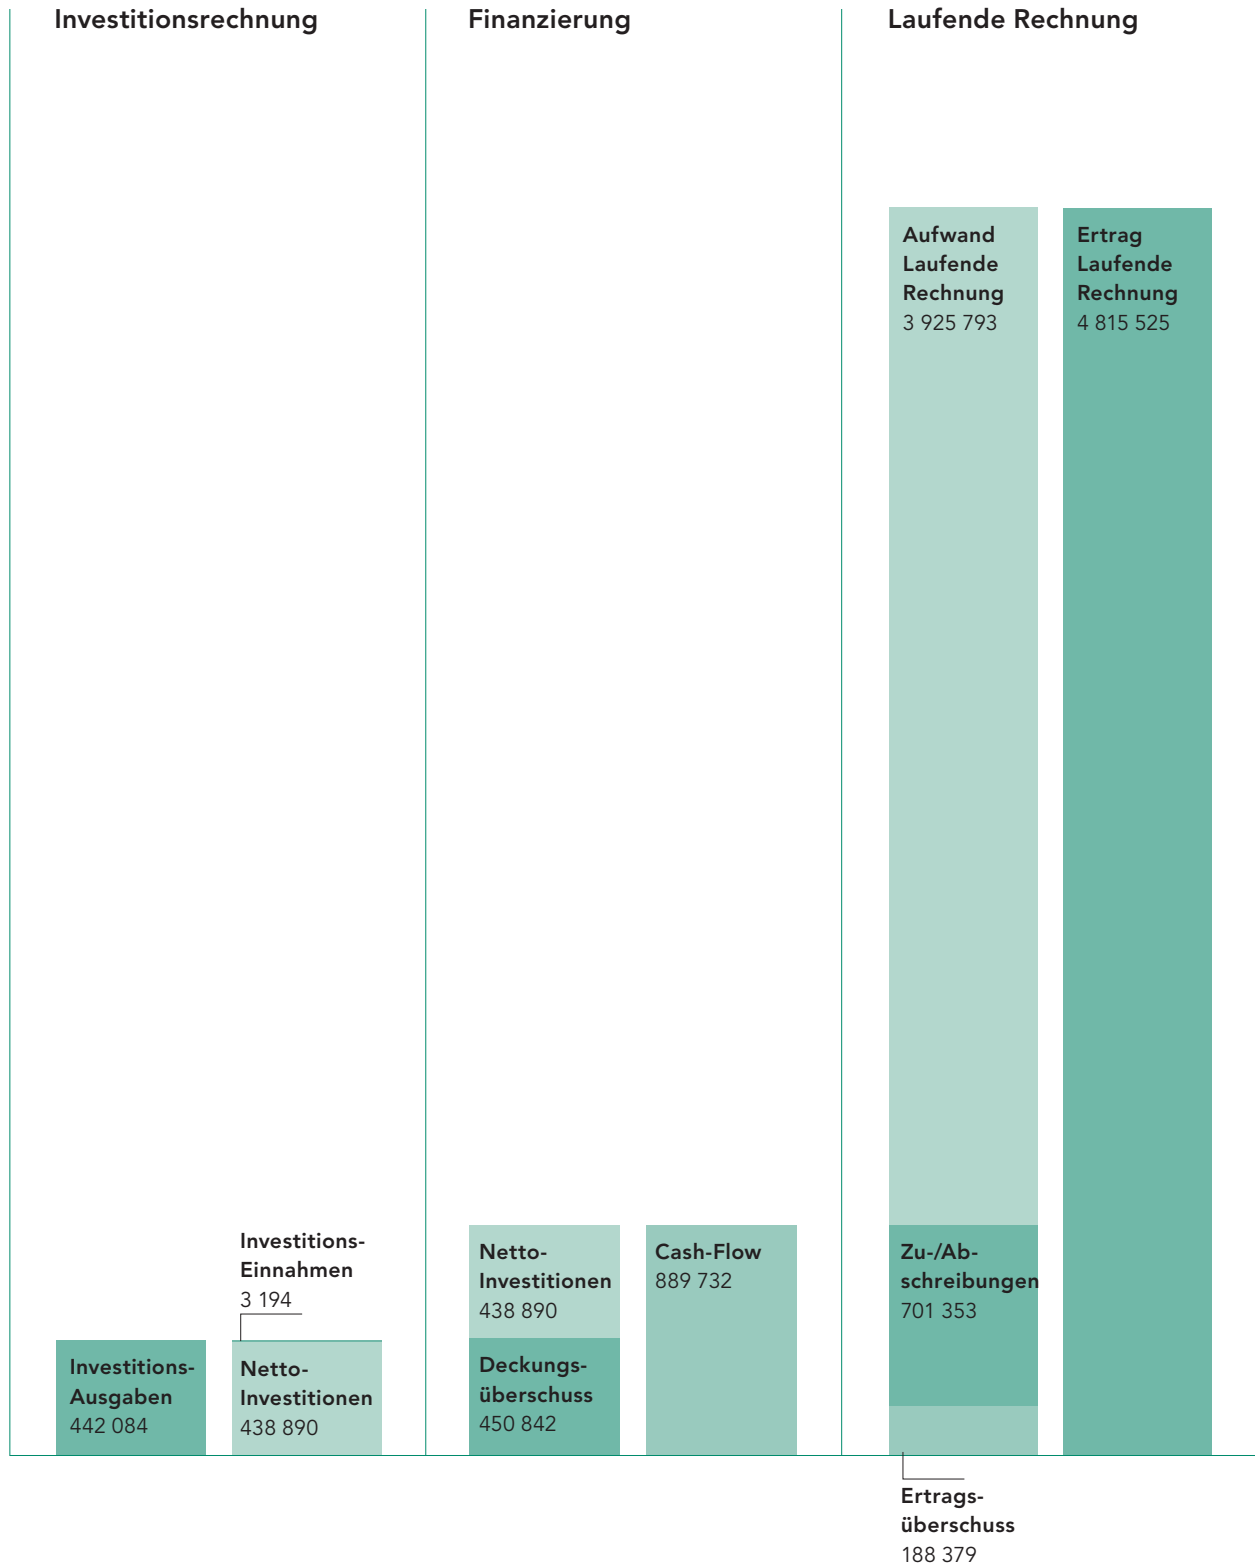 Investitionsrechnung
Investitions-
Ausgaben
442 084
Investitions-
Einnahmen
3 194
Netto-
Investitionen
438 890
Finanzierung
Netto-
Investitionen
438 890
Deckungs-
überschuss
450 842
Cash-Flow
889 732
Laufende Rechnung
Aufwand
Laufende
Rechnung
3 925 793
Zu-/Ab-
schreibungen
701 353
Ertrags-
überschuss
188 379
Ertrag
Laufende
Rechnung
4 815 525